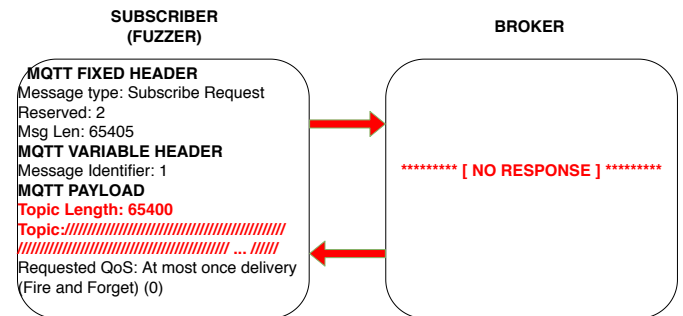 SUBSCRIBER
(FUZZER)
BROKER
MQTT FIXED HEADER
Message type: Subscribe Request
Reserved: 2
Msg Len: 65405
MQTT VARIABLE HEADER
Message Identifier: 1
MQTT PAYLOAD
Topic Length: 65400
Topic:////////////////////////////////////////////////
////////////////////////////////////////////// ... //////
Requested QoS: At most once delivery
(Fire and Forget) (0)
********* [ NO RESPONSE ] *********